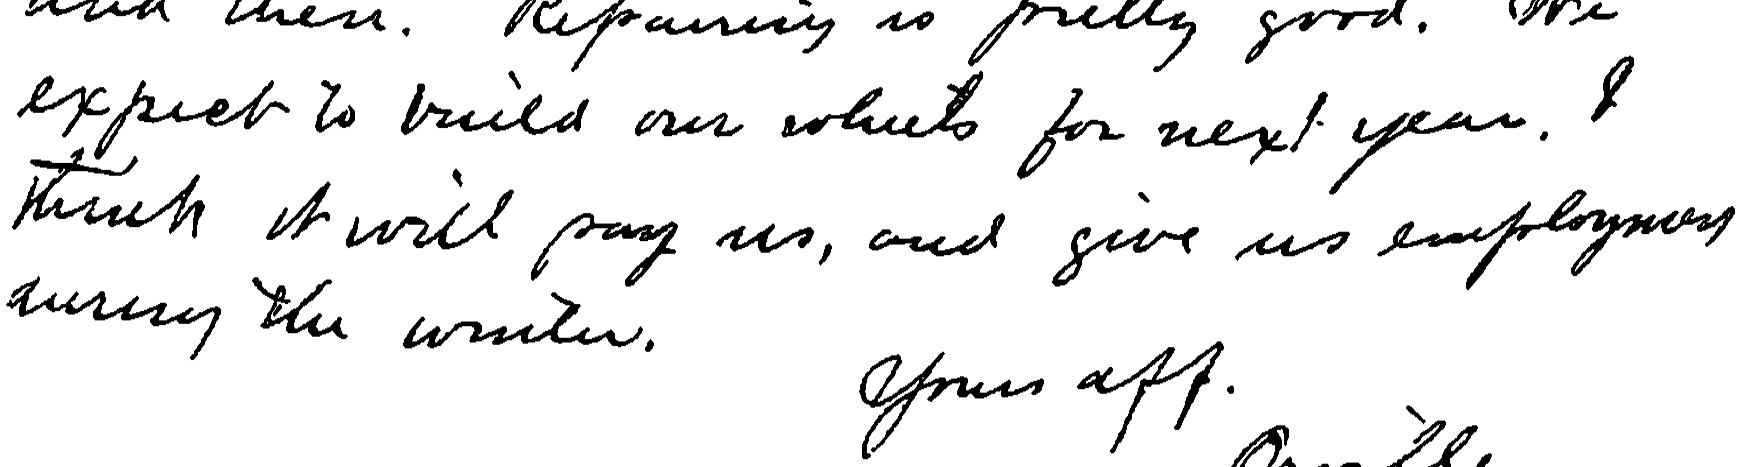 and then. Repairing is pretty good. We
expect to build our wheels for next year. I
think it will pay us, and give us employment
during the winter.
Yours aff.
Orville